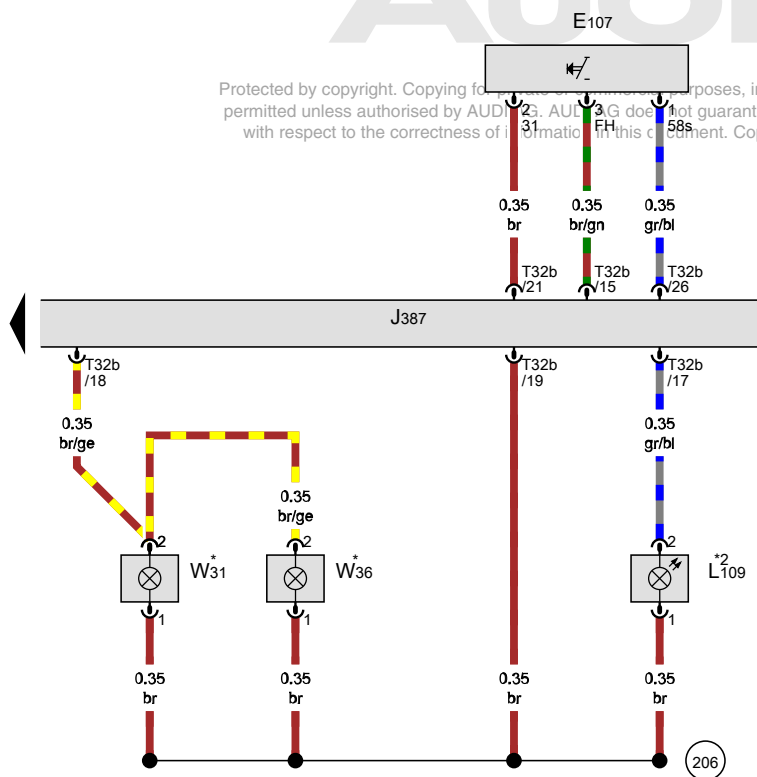 AUDI
E107
Protected by copyright. Copying for private or commercial purposes, in
permitted unless authorised by AUDI AG. AUDI AG does not guarant
with respect to the correctness of information in this document. Cop
2 3 1
31 FH 58s
0.35 0.35 0.35
br br/gn gr/bl
T32b T32b T32b
/21 /15 /26
J387
T32b T32b T32b
/18 /19 /17
0.35 0.35
br/ge gr/bl
0.35
br/ge
2 2 2
W31* W36* L109*2
1 1 1
0.35 0.35 0.35 0.35
br br br br
206